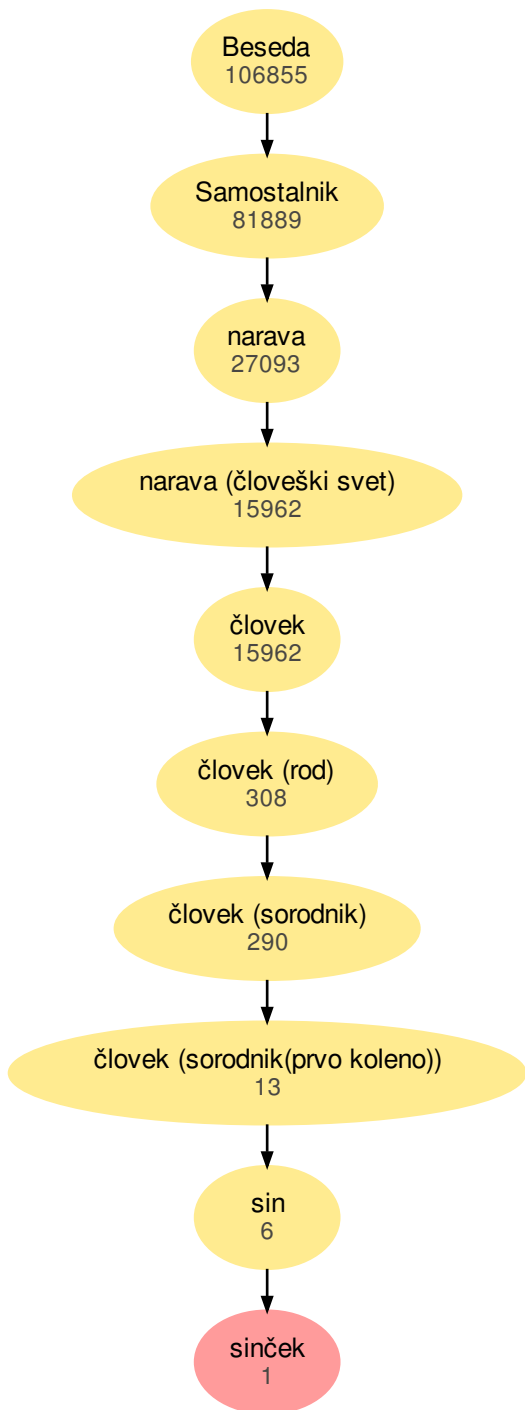 Beseda
106855
Samostalnik
81889
narava
27093
narava (človeški svet)
15962
človek
15962
človek (rod)
308
človek (sorodnik)
290
človek (sorodnik(prvo koleno))
13
sin
6
sinček
1